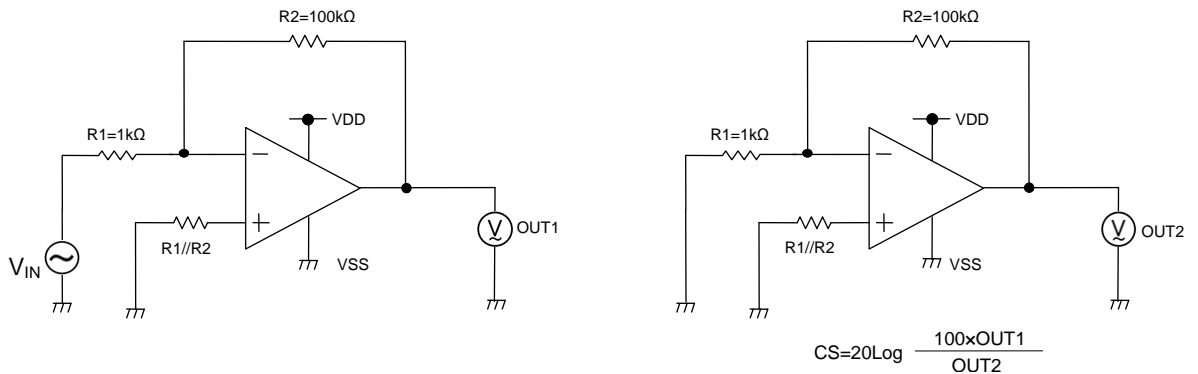 R2=100kΩ
VDD
R1=1kΩ
R1//R2
VSS
OUT1
V
VIN
R2=100kΩ
VDD
R1=1kΩ
R1//R2
VSS
OUT2
V
CS=20Log 100×OUT1
OUT2